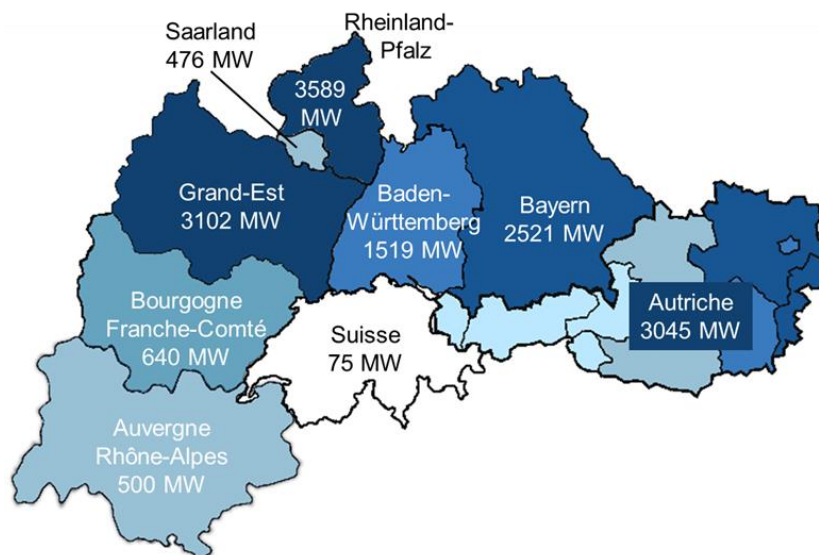 Saarland
476 MW
Rheinland-
Pfalz
3589
MW
Grand-Est
3102 MW
Baden-
Württemberg
1519 MW
Bayern
2521 MW
Bourgogne
Franche-Comté
640 MW
Suisse
75 MW
Autriche
3045 MW
Auvergne
Rhône-Alpes
500 MW